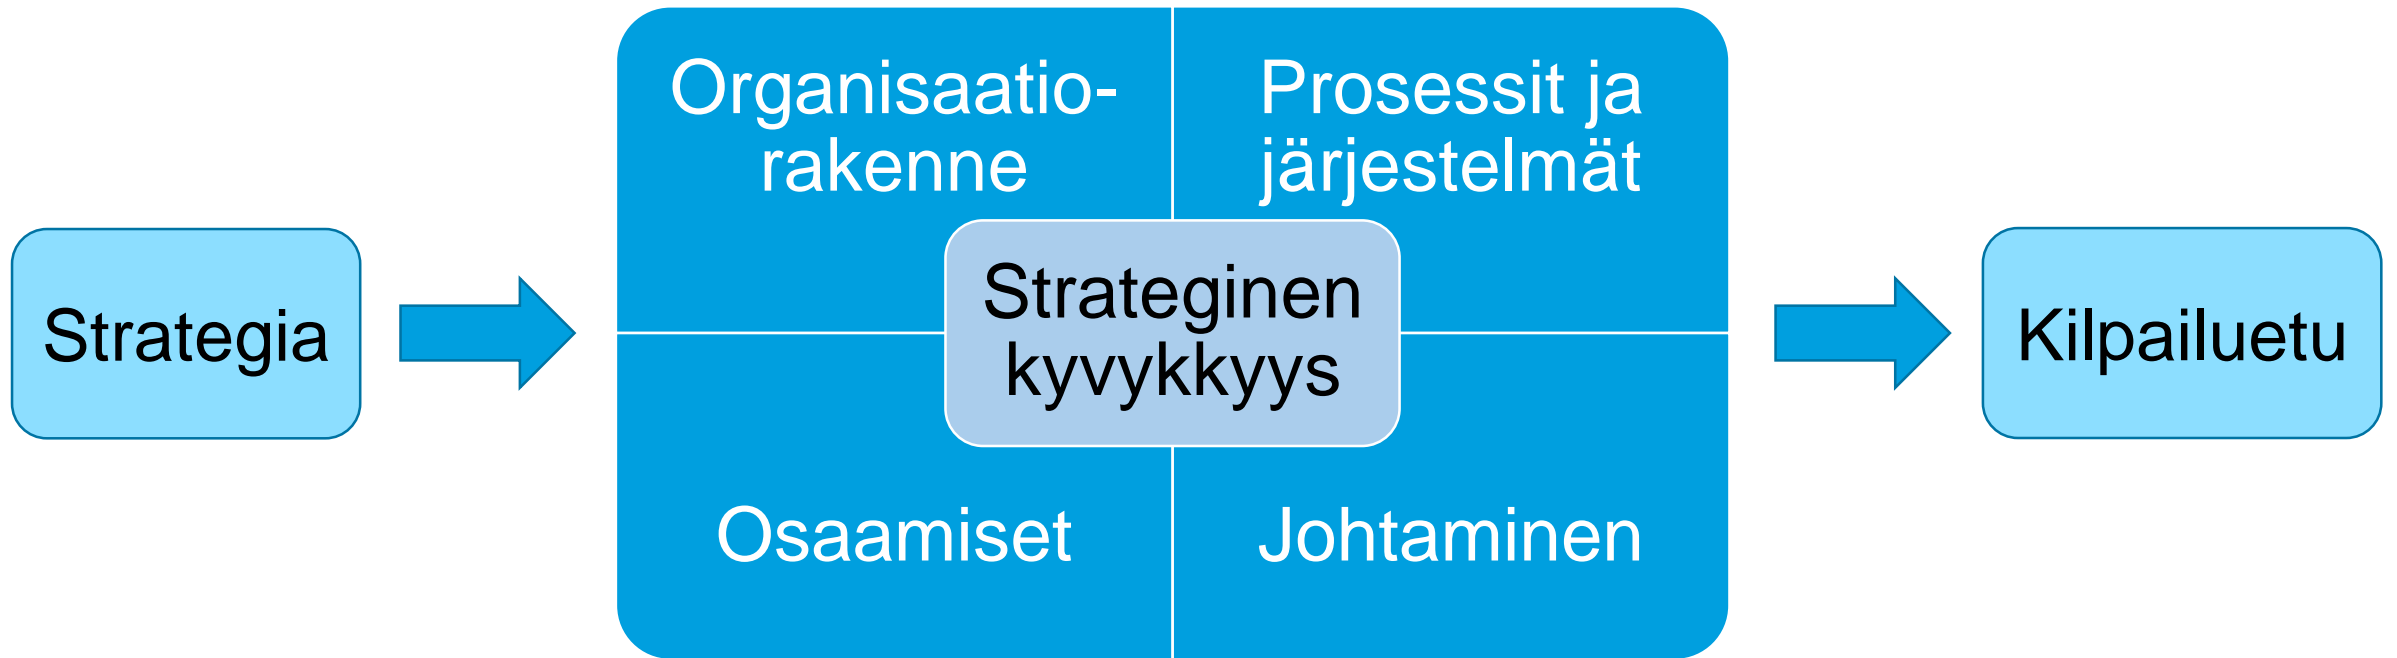 Strategia
Organisaatio-
rakenne
Prosessit ja
järjestelmät
Strateginen
kyvykkyys
Osaamiset
Johtaminen
Kilpailuetu